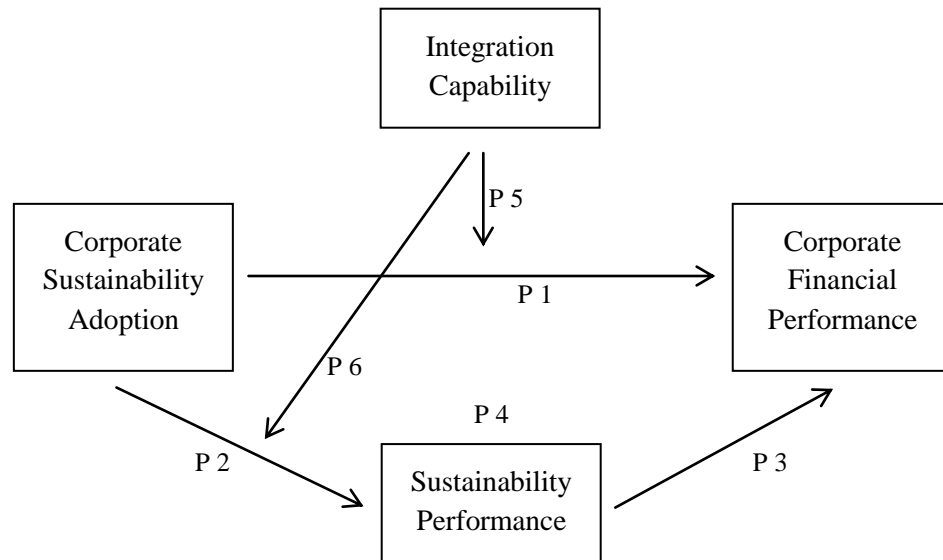 Integration
Capability
P 5
Corporate
Sustainability
Adoption
Corporate
Financial
Performance
P 1
P 6
P 4
P 2
P 3
Sustainability
Performance